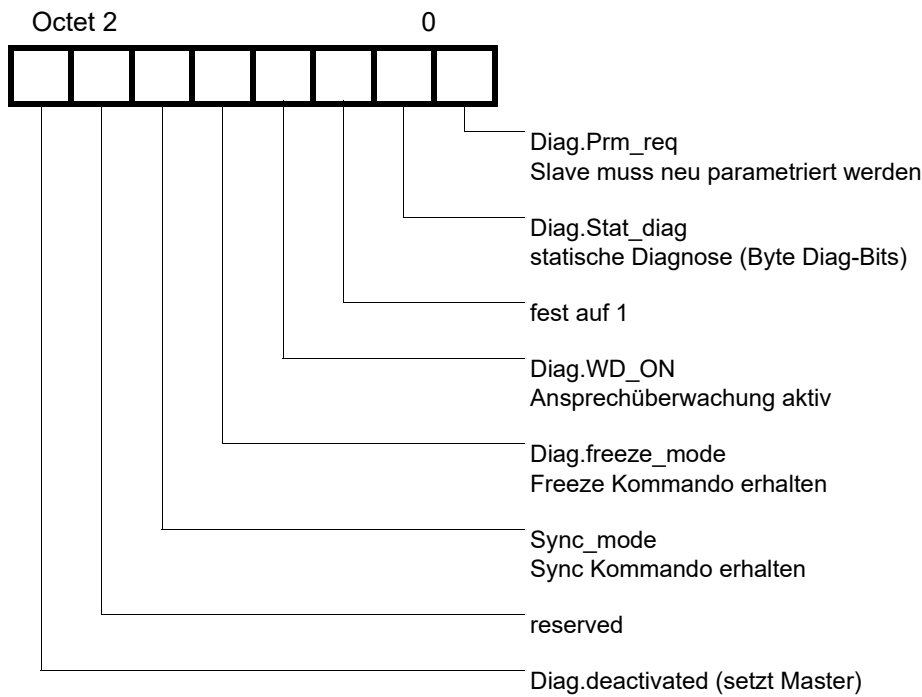 Octet 2 0
Diag.Prm_req
Slave muss neu parametriert werden
Diag.Stat_diag
statische Diagnose (Byte Diag-Bits)
fest auf 1
Diag.WD_ON
Ansprechüberwachung aktiv
Diag.freeze_mode
Freeze Kommando erhalten
Sync_mode
Sync Kommando erhalten
reserved
Diag.deactivated (setzt Master)